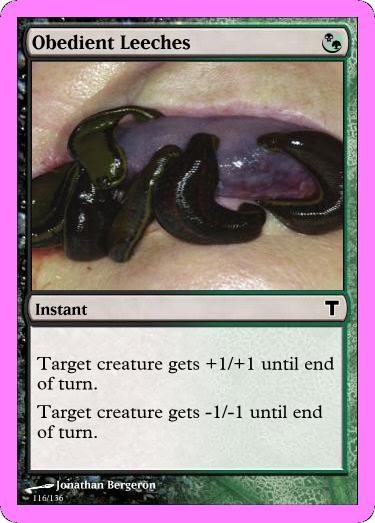 Obedient Leeches
Instant
T
Target creature gets +1/+1 until end
of turn.
Target creature gets -1/-1 until end
of turn.
Jonathan Bergeron
116/136